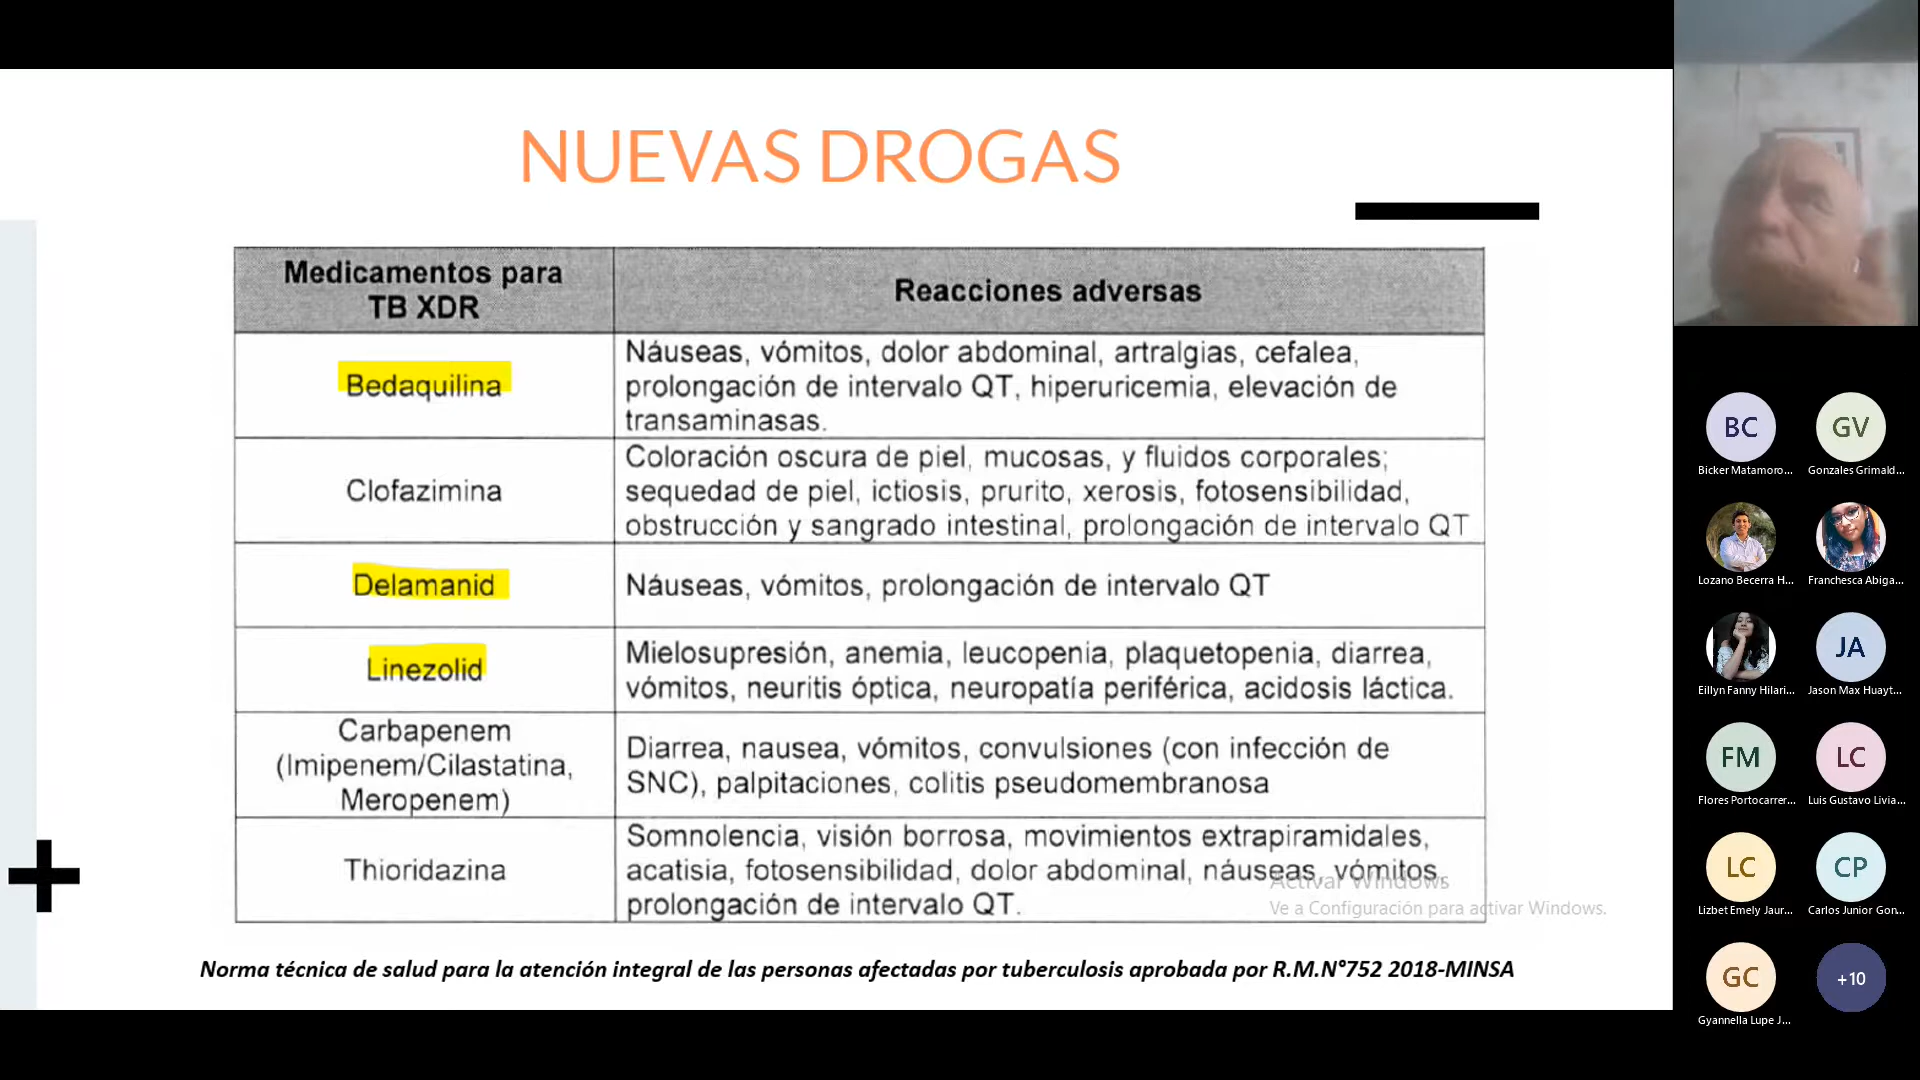 NUEVAS DROGAS
Medicamentos para
TB XDR
Reacciones adversas
Bedaquilina
Náuseas, vómitos, dolor abdominal, artralgias, cefalea,
prolongación de intervalo QT, hiperuricemia, elevación de
transaminasas.
Clofazimina
Coloración oscura de piel, mucosas, y fluidos corporales;
sequedad de piel, ictiosis, prurito, xerosis, fotosensibilidad,
obstrucción y sangrado intestinal, prolongación de intervalo QT
Delamanid
Náuseas, vómitos, prolongación de intervalo QT
Linezolid
Mielosupresión, anemia, leucopenia, plaquetopenia, diarrea,
vómitos, neuritis óptica, neuropatía periférica, acidosis láctica.
Carbapenem
(Imipenem/Cilastatina,
Meropenem)
Diarrea, nausea, vómitos, convulsiones (con infección de
SNC), palpitaciones, colitis pseudomembranosa
Thioridazina
Somnolencia, visión borrosa, movimientos extrapiramidales,
acatisia, fotosensibilidad, dolor abdominal, náuseas, vómitos,
prolongación de intervalo QT.
Activar Windows
Ve a Configuración para activar Windows.
Norma técnica de salud para la atención integral de las personas afectadas por tuberculosis aprobada por R.M.N°752 2018-MINSA
BC
GV
Bicker Matamoro...
Gonzales Grimald...
Lozano Becerra H...
Franchesca Abiga...
JA
Eillyn Fanny Hilari...
Jason Max Huayt...
FM
LC
Flores Portocarrer...
Luis Gustavo Livia...
LC
CP
Lizbet Emely Jaur...
Carlos Junior Gon...
GC
+10
Gyannella Lupe J...